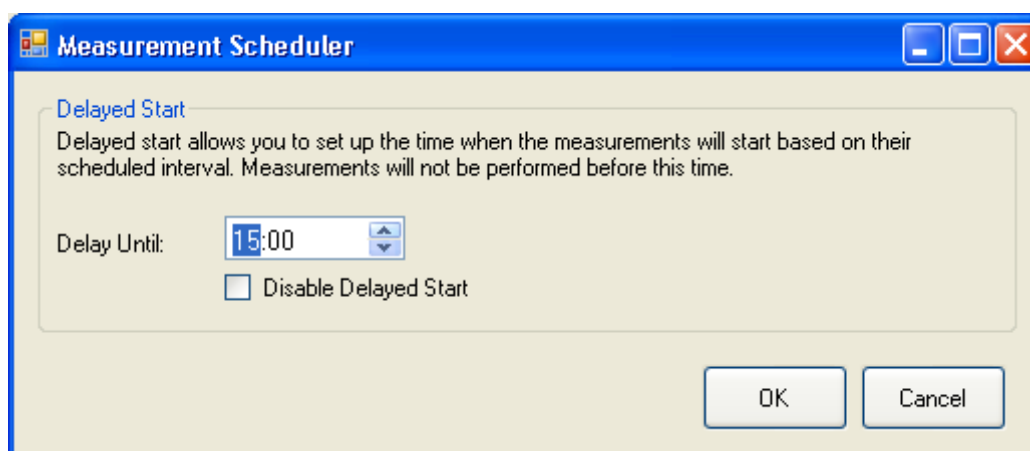 Measurement Scheduler
Delayed Start
Delayed start allows you to set up the time when the measurements will start based on their
scheduled interval. Measurements will not be performed before this time.
Delay Until:
15:00
Disable Delayed Start
OK
Cancel